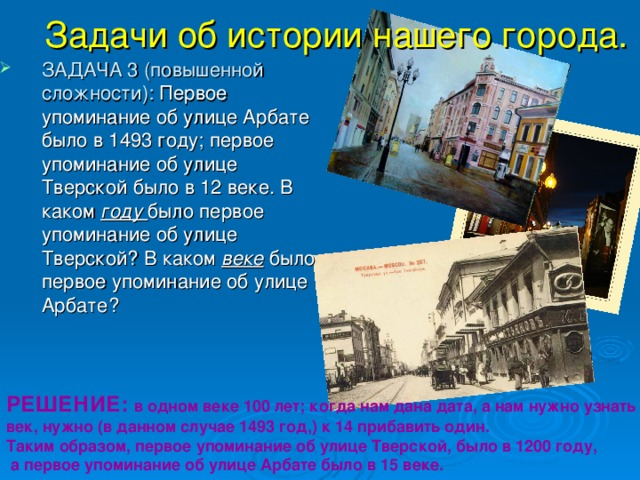 Задачи об истории нашего города.
ЗАДАЧА 3 (повышенной
сложности): Первое
упоминание об улице Арбате
было в 1493 году; первое
упоминание об улице
Тверской было в 12 веке. В
каком году было первое
упоминание об улице
Тверской? В каком веке было
первое упоминание об улице
Арбате?
МОСКВА.—MOSCOU. № 287.
РЕШЕНИЕ: в одном веке 100 лет; когда нам дана дата, а нам нужно узнать
век, нужно (в данном случае 1493 год,) к 14 прибавить один.
Таким образом, первое упоминание об улице Тверской, было в 1200 году,
а первое упоминание об улице Арбате было в 15 веке.